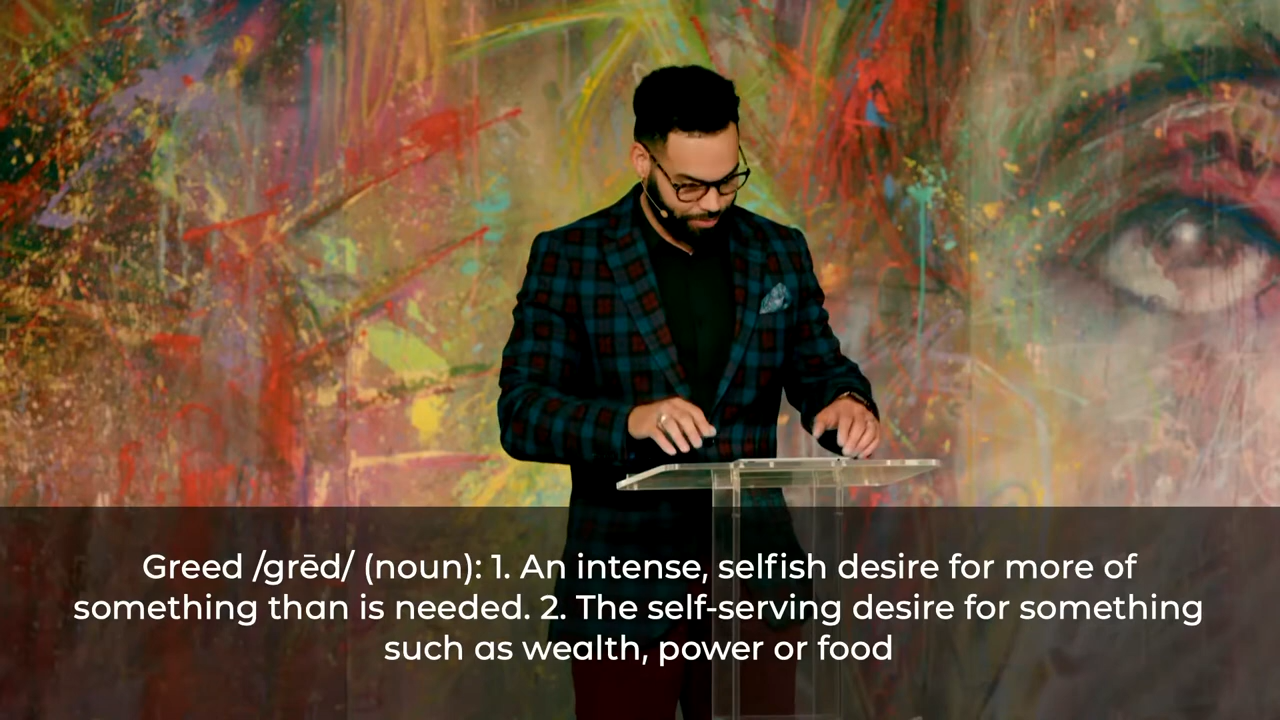 Greed /grēd/ (noun): 1. An intense, selfish desire for more of
something than is needed. 2. The self-serving desire for something
such as wealth, power or food